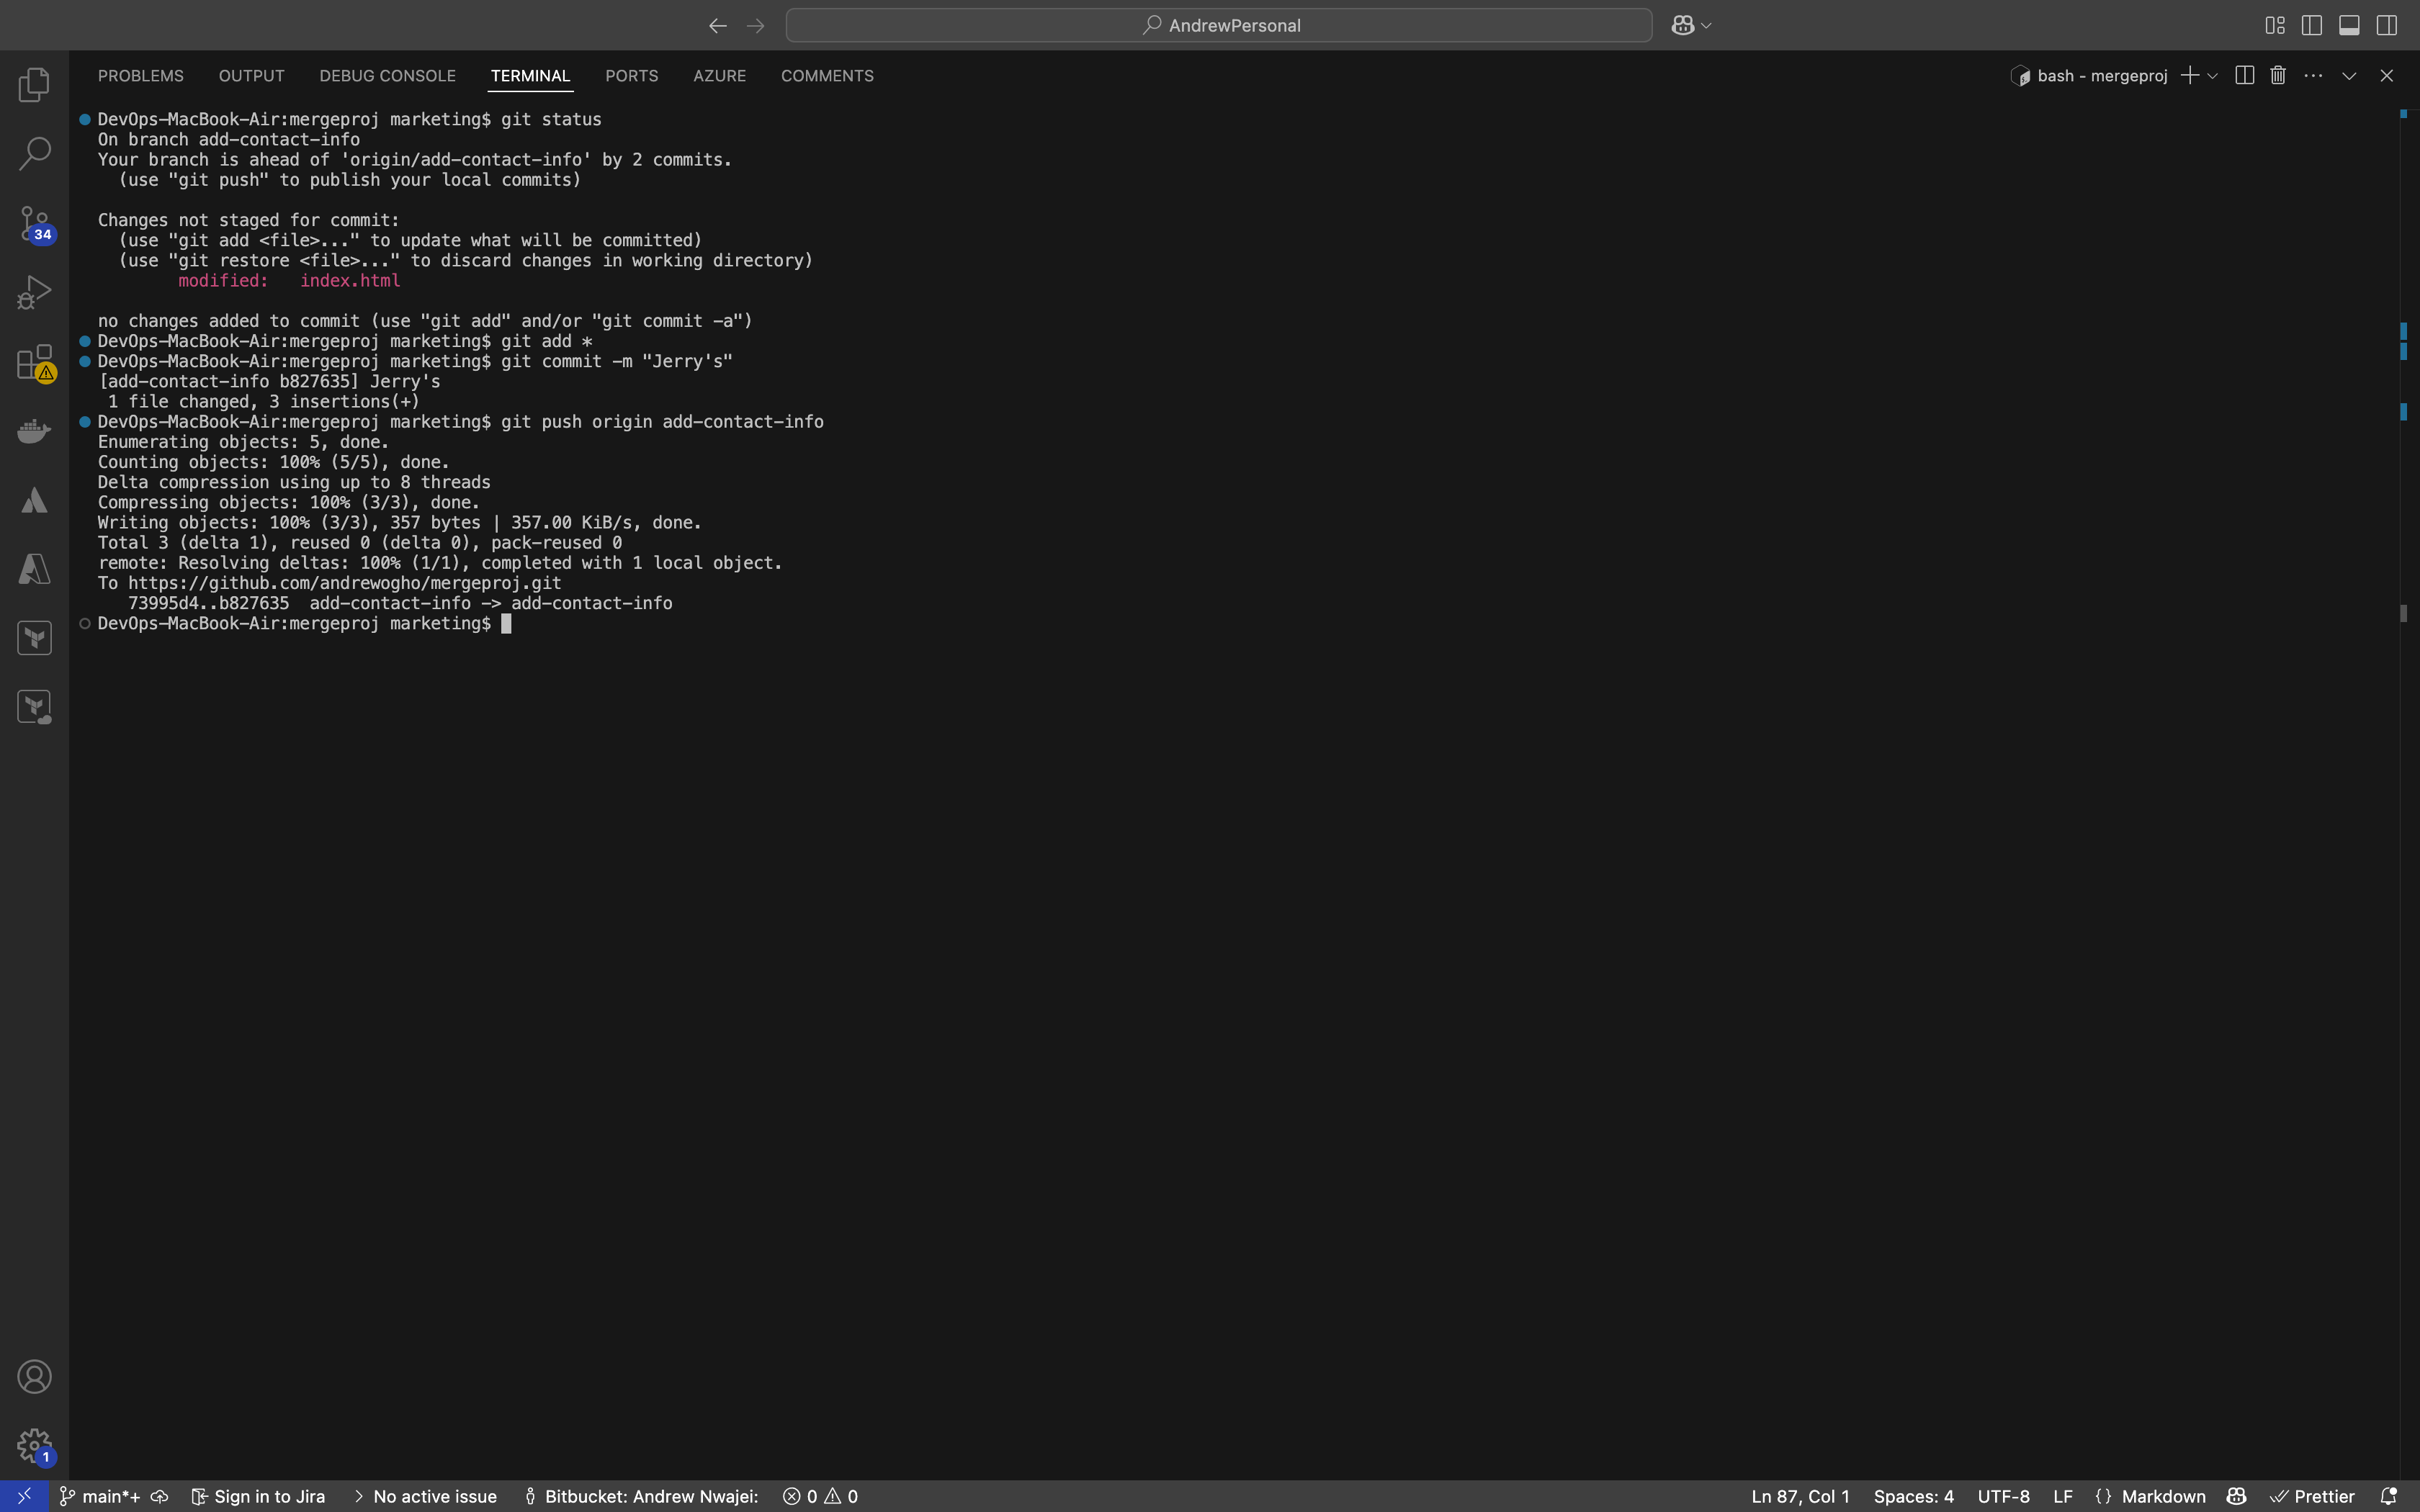 AndrewPersonal
PROBLEMS OUTPUT DEBUG CONSOLE TERMINAL PORTS AZURE COMMENTS
bash - mergeproj
DevOps-MacBook-Air:mergeproj marketing$ git status
On branch add-contact-info
Your branch is ahead of 'origin/add-contact-info' by 2 commits.
  (use "git push" to publish your local commits)
Changes not staged for commit:
  (use "git add <file>..." to update what will be committed)
  (use "git restore <file>..." to discard changes in working directory)
        modified:   index.html
no changes added to commit (use "git add" and/or "git commit -a")
DevOps-MacBook-Air:mergeproj marketing$ git add *
DevOps-MacBook-Air:mergeproj marketing$ git commit -m "Jerry's"
[add-contact-info b827635] Jerry's
 1 file changed, 3 insertions(+)
DevOps-MacBook-Air:mergeproj marketing$ git push origin add-contact-info
Enumerating objects: 5, done.
Counting objects: 100% (5/5), done.
Delta compression using up to 8 threads
Compressing objects: 100% (3/3), done.
Writing objects: 100% (3/3), 357 bytes | 357.00 KiB/s, done.
Total 3 (delta 1), reused 0 (delta 0), pack-reused 0
remote: Resolving deltas: 100% (1/1), completed with 1 local object.
To https://github.com/andrewogho/mergeproj.git
   73995d4..b827635  add-contact-info -> add-contact-info
DevOps-MacBook-Air:mergeproj marketing$
34
1
main*+ Sign in to Jira No active issue Bitbucket: Andrew Nwajei: 0 0 Ln 87, Col 1 Spaces: 4 UTF-8 LF {} Markdown Prettier